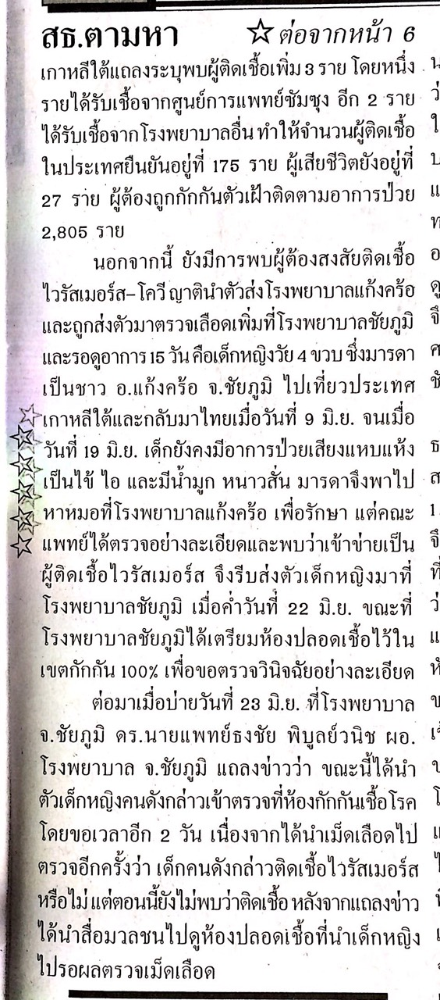 สธ.ตามหา ☆ ต่อจากหน้า 6
เกาหลีใต้แถลงระบุพบผู้ติดเชื้อเพิ่ม 3 ราย โดยหนึ่ง
รายได้รับเชื้อจากศูนย์การแพทย์ซัมซุง อีก 2 ราย
ได้รับเชื้อจากโรงพยาบาลอื่น ทำให้จำนวนผู้ติดเชื้อ
ในประเทศยืนยันอยู่ที่ 175 ราย ผู้เสียชีวิตยังอยู่ที่
27 ราย ผู้ต้องถูกกักกันตัวเฝ้าติดตามอาการป่วย
2,805 ราย
นอกจากนี้ ยังมีการพบผู้ต้องสงสัยติดเชื้อ
ไวรัสเมอร์ส-โควี ญาตินำตัวส่งโรงพยาบาลแก้งคร้อ
และถูกส่งตัวมาตรวจเลือดเพิ่มที่โรงพยาบาลชัยภูมิ
และรอดูอาการ 15 วัน คือเด็กหญิงวัย 4 ขวบ ซึ่งมารดา
เป็นชาว อ.แก้งคร้อ จ.ชัยภูมิ ไปเที่ยวประเทศ
เกาหลีใต้และกลับมาไทยเมื่อวันที่ 9 มิ.ย. จนเมื่อ
วันที่ 19 มิ.ย. เด็กยังคงมีอาการป่วยเสียงแหบแห้ง
เป็นไข้ ไอ และมีน้ำมูก หนาวสั่น มารดาจึงพาไป
หาหมอที่โรงพยาบาลแก้งคร้อ เพื่อรักษา แต่คณะ
แพทย์ได้ตรวจอย่างละเอียดและพบว่าเข้าข่ายเป็น
ผู้ติดเชื้อไวรัสเมอร์ส จึงรีบส่งตัวเด็กหญิงมาที่
โรงพยาบาลชัยภูมิ เมื่อค่ำวันที่ 22 มิ.ย. ขณะที่
โรงพยาบาลชัยภูมิได้เตรียมห้องปลอดเชื้อไว้ใน
เขตกักกัน 100% เพื่อขอตรวจวินิจฉัยอย่างละเอียด
ต่อมาเมื่อบ่ายวันที่ 23 มิ.ย. ที่โรงพยาบาล
จ.ชัยภูมิ ดร.นายแพทย์ธงชัย พิบูลย์วนิช ผอ.
โรงพยาบาล จ.ชัยภูมิ แถลงข่าวว่า ขณะนี้ได้นำ
ตัวเด็กหญิงคนดังกล่าวเข้าตรวจที่ห้องกักกันเชื้อโรค
โดยขอเวลาอีก 2 วัน เนื่องจากได้นำเม็ดเลือดไป
ตรวจอีกครั้งว่า เด็กคนดังกล่าวติดเชื้อไวรัสเมอร์ส
หรือไม่ แต่ตอนนี้ยังไม่พบว่าติดเชื้อ หลังจากแถลงข่าว
ได้นำสื่อมวลชนไปดูห้องปลอดเชื้อที่นำเด็กหญิง
ไปรอผลตรวจเม็ดเลือด